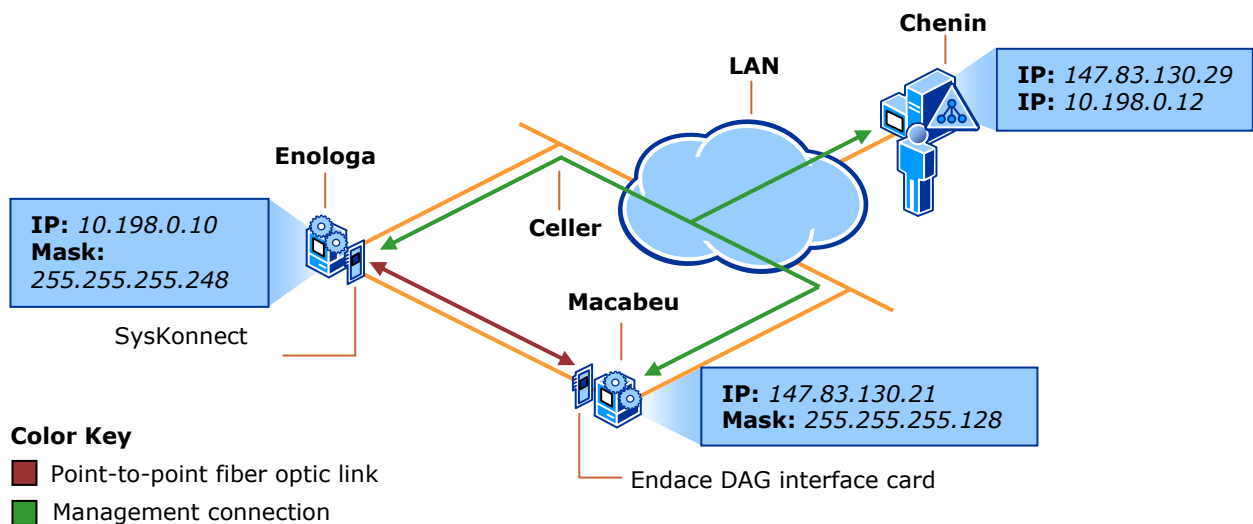 Chenin
IP: 147.83.130.29
IP: 10.198.0.12
LAN
Enologa
IP: 10.198.0.10
Mask:
255.255.255.248
Celler
SysKonnect
Macabeu
IP: 147.83.130.21
Mask: 255.255.255.128
Endace DAG interface card
Color Key
Point-to-point fiber optic link
Management connection